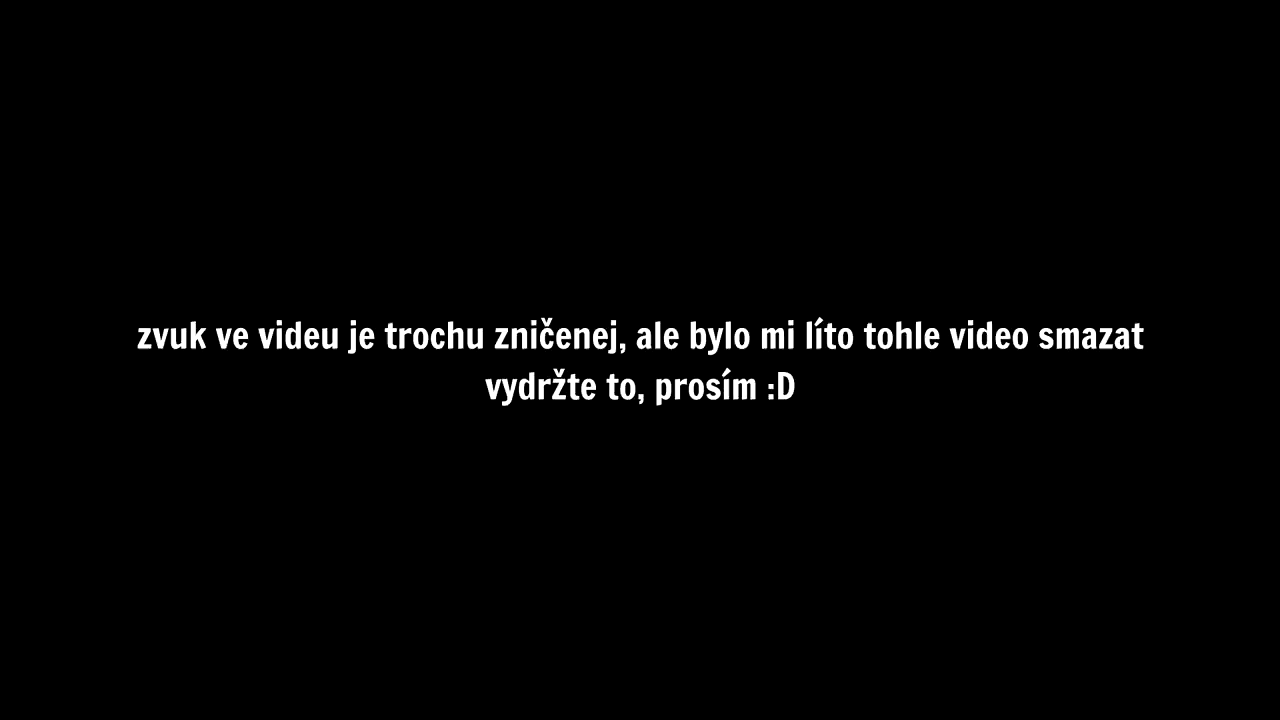 zvuk ve videu je trochu zničenej, ale bylo mi líto tohle video smazat
vydržte to, prosím :D